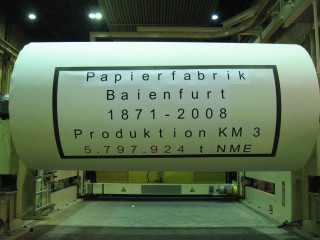 Papierfabrik
Baienfurt
1871-2008
Produktion KM 3
5.797.924 t NME